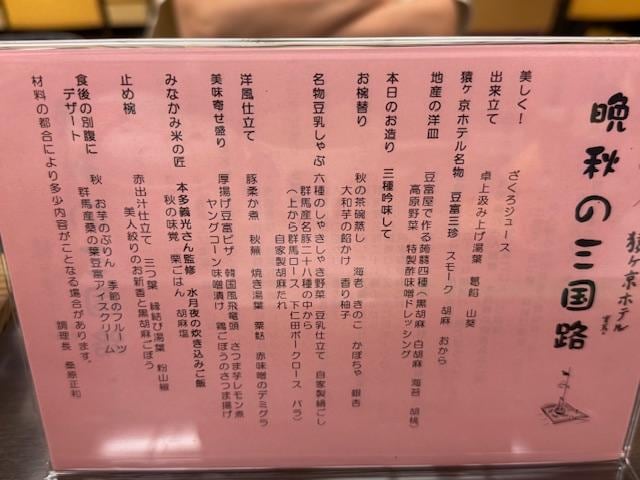 晩秋の三国路
猿ヶ京ホテル
美しく！
ざくろジュース
出来立て
卓上汲み上げ湯葉　葛餡　山葵
猿ヶ京ホテル名物　豆富三珍　スモーク　胡麻　おから
地産の洋皿
豆富屋で作る蒟蒻四種（黒胡麻　白胡麻　海苔　胡桃）
高原野菜　特製酢味噌ドレッシング
本日のお造り　三種吟味して
お椀替り
秋の茶碗蒸し　海老　きのこ　かぼちゃ　銀杏
大和芋の餡かけ　香り柚子
名物豆乳しゃぶ　六種のしゃきしゃき野菜　豆乳仕立て　自家製絹ごし
群馬産名豚二十八種の中から
（上から群馬ロース　下仁田ポークロース　バラ）
自家製胡麻だれ
洋風仕立て
豚柔か煮　秋蕪　焼き湯葉　粟麩　赤味噌のデミグラ
美味寄せ盛り
厚揚げ豆富ピザ　韓国風飛竜頭　さつま芋レモン煮
ヤングコーン味噌漬け　鶏ごぼうのさつま揚げ
みなかみ米の匠　本多義光さん監修　水月夜の炊き込みご飯
秋の味覚　栗ごはん　胡麻塩
止め椀
赤出汁仕立て　三つ葉　縁結び湯葉　粉山椒
美人絞りのお新香と黒胡麻ごぼう
食後の別腹に
デザート
秋　お芋のぷりん　季節のフルーツ
群馬産桑の葉豆富アイスクリーム
材料の都合により多少内容がことなる場合があります。
調理長　桑原正和